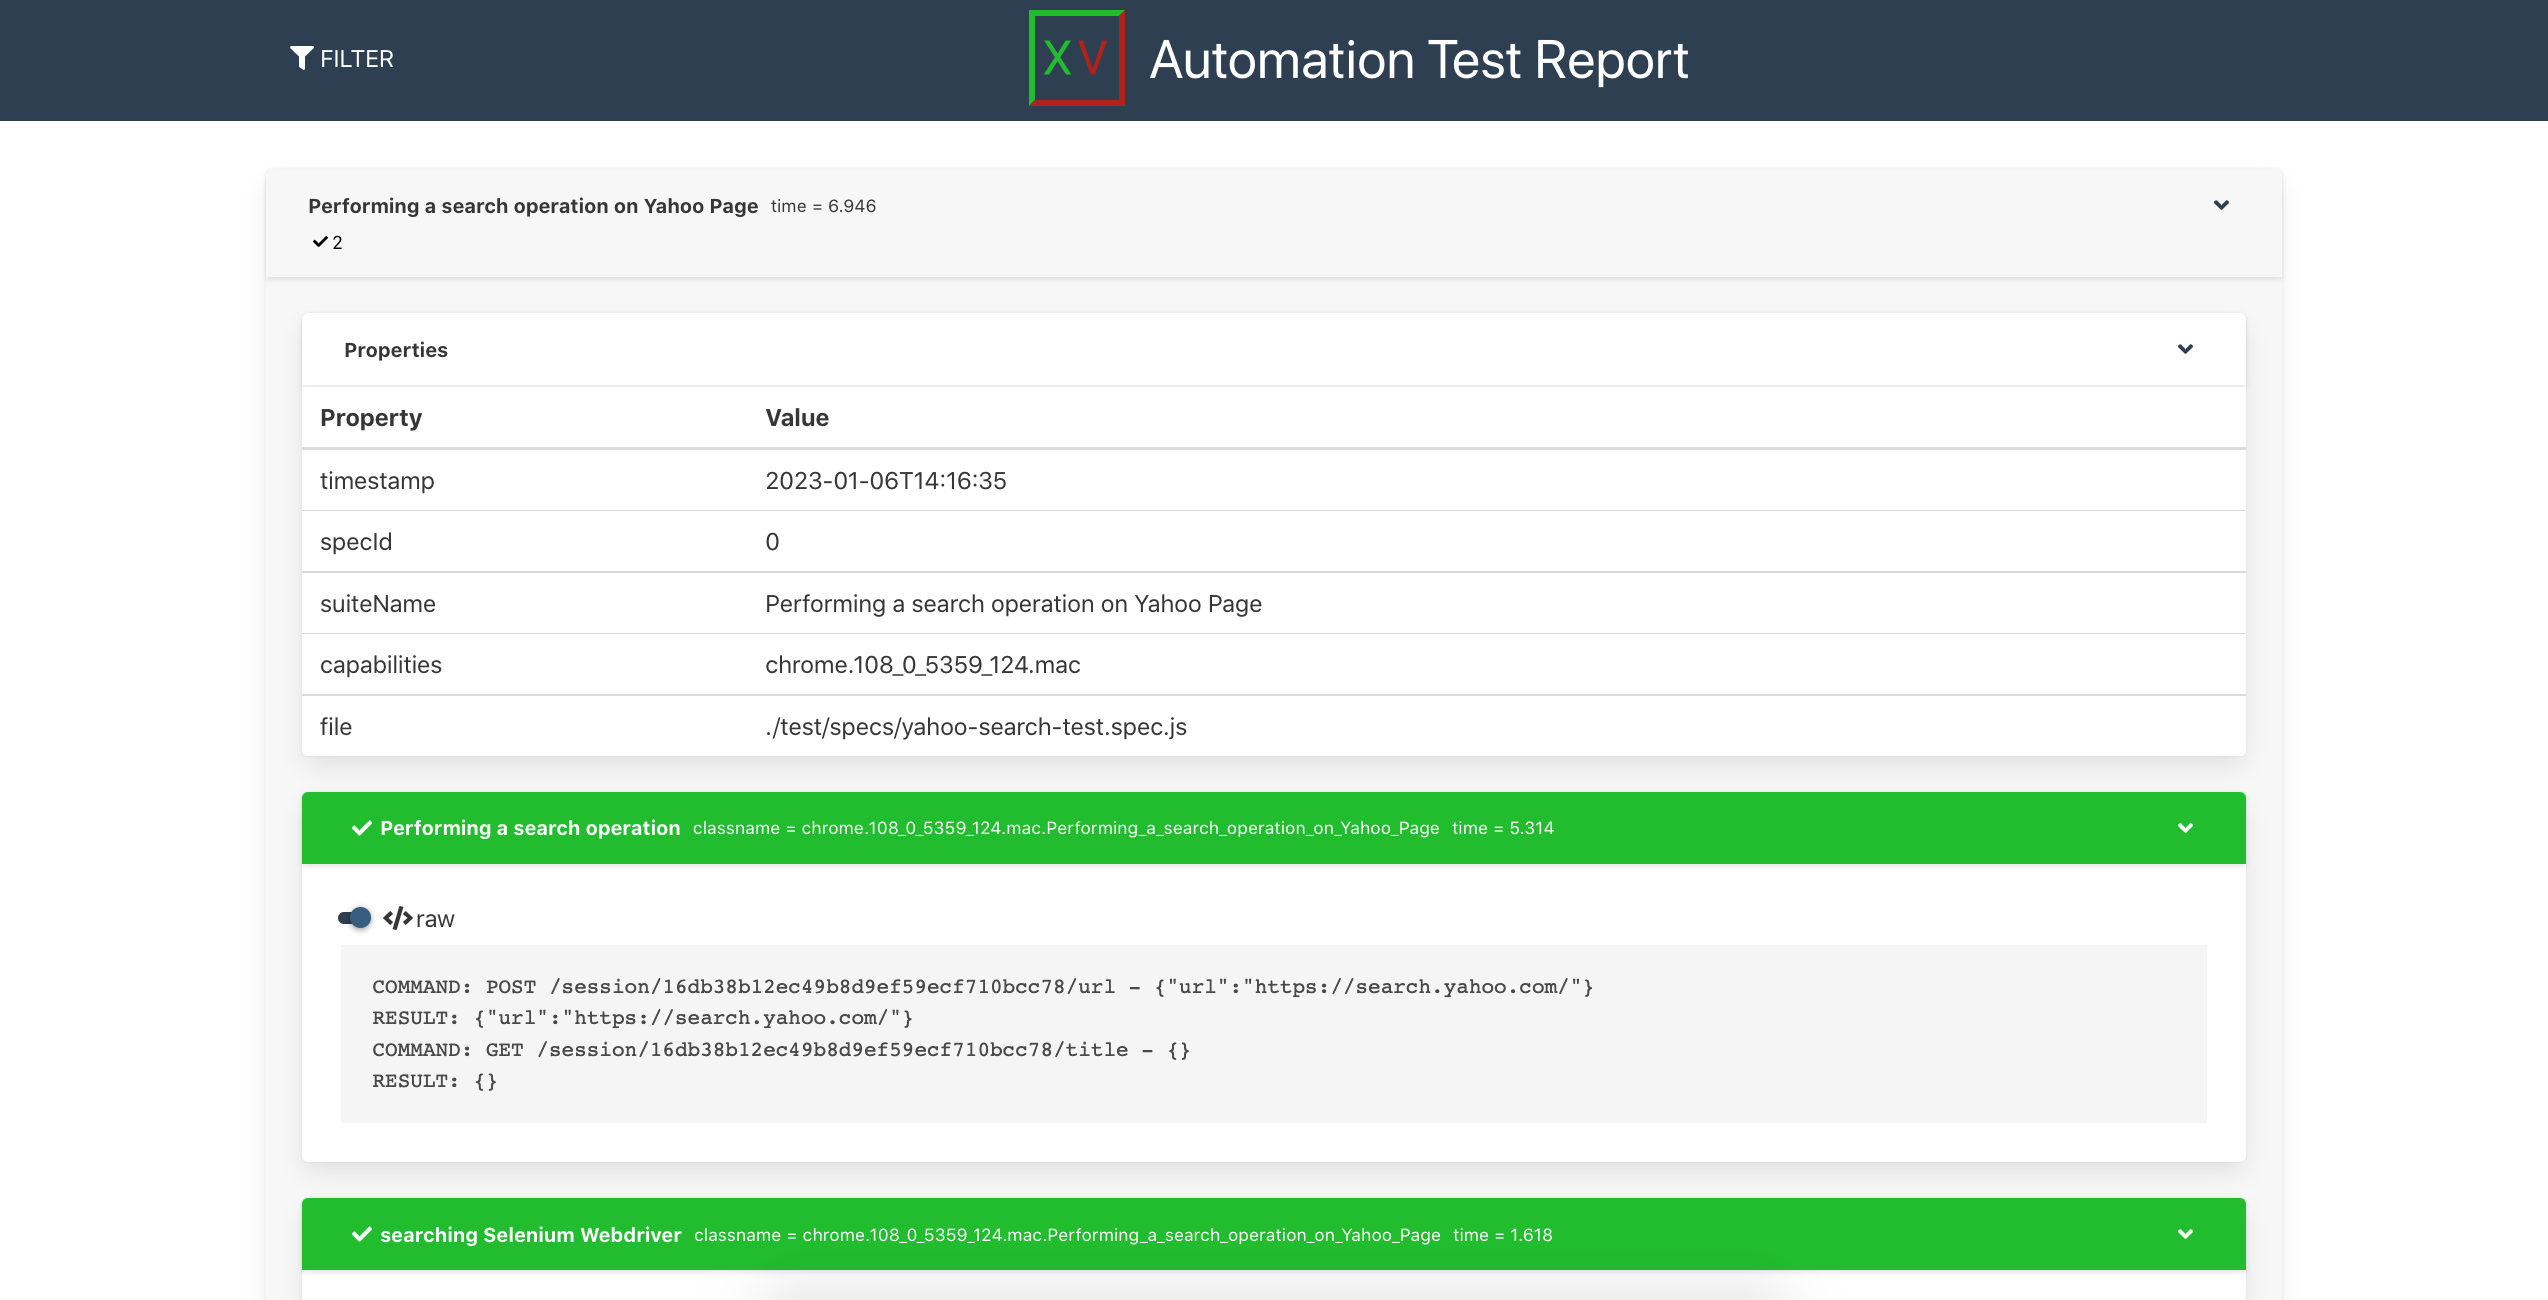 FILTER
XV Automation Test Report
Performing a search operation on Yahoo Page time = 6.946
2
Properties
Property Value
timestamp 2023-01-06T14:16:35
specId 0
suiteName Performing a search operation on Yahoo Page
capabilities chrome.108_0_5359_124.mac
file ./test/specs/yahoo-search-test.spec.js
Performing a search operation classname = chrome.108_0_5359_124.mac.Performing_a_search_operation_on_Yahoo_Page time = 5.314
</> raw
COMMAND: POST /session/16db38b12ec49b8d9ef59ecf710bcc78/url - {"url":"https://search.yahoo.com/"}
RESULT: {"url":"https://search.yahoo.com/"}
COMMAND: GET /session/16db38b12ec49b8d9ef59ecf710bcc78/title - {}
RESULT: {}
searching Selenium Webdriver classname = chrome.108_0_5359_124.mac.Performing_a_search_operation_on_Yahoo_Page time = 1.618